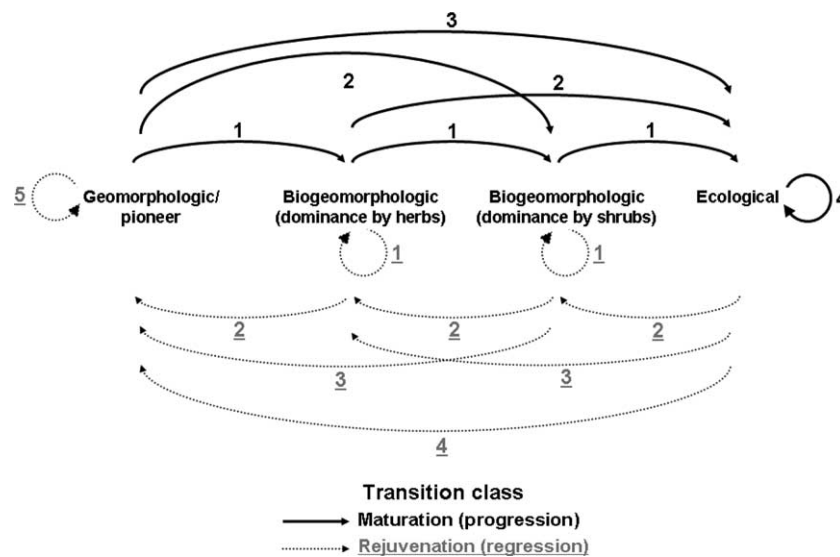 3
2
2
1
1
1
5
Geomorphologic/
pioneer
Biogeomorphologic
(dominance by herbs)
Biogeomorphologic
(dominance by shrubs)
Ecological
4
1
1
2
2
2
3
3
4
Transition class
Maturation (progression)
Rejuvenation (regression)